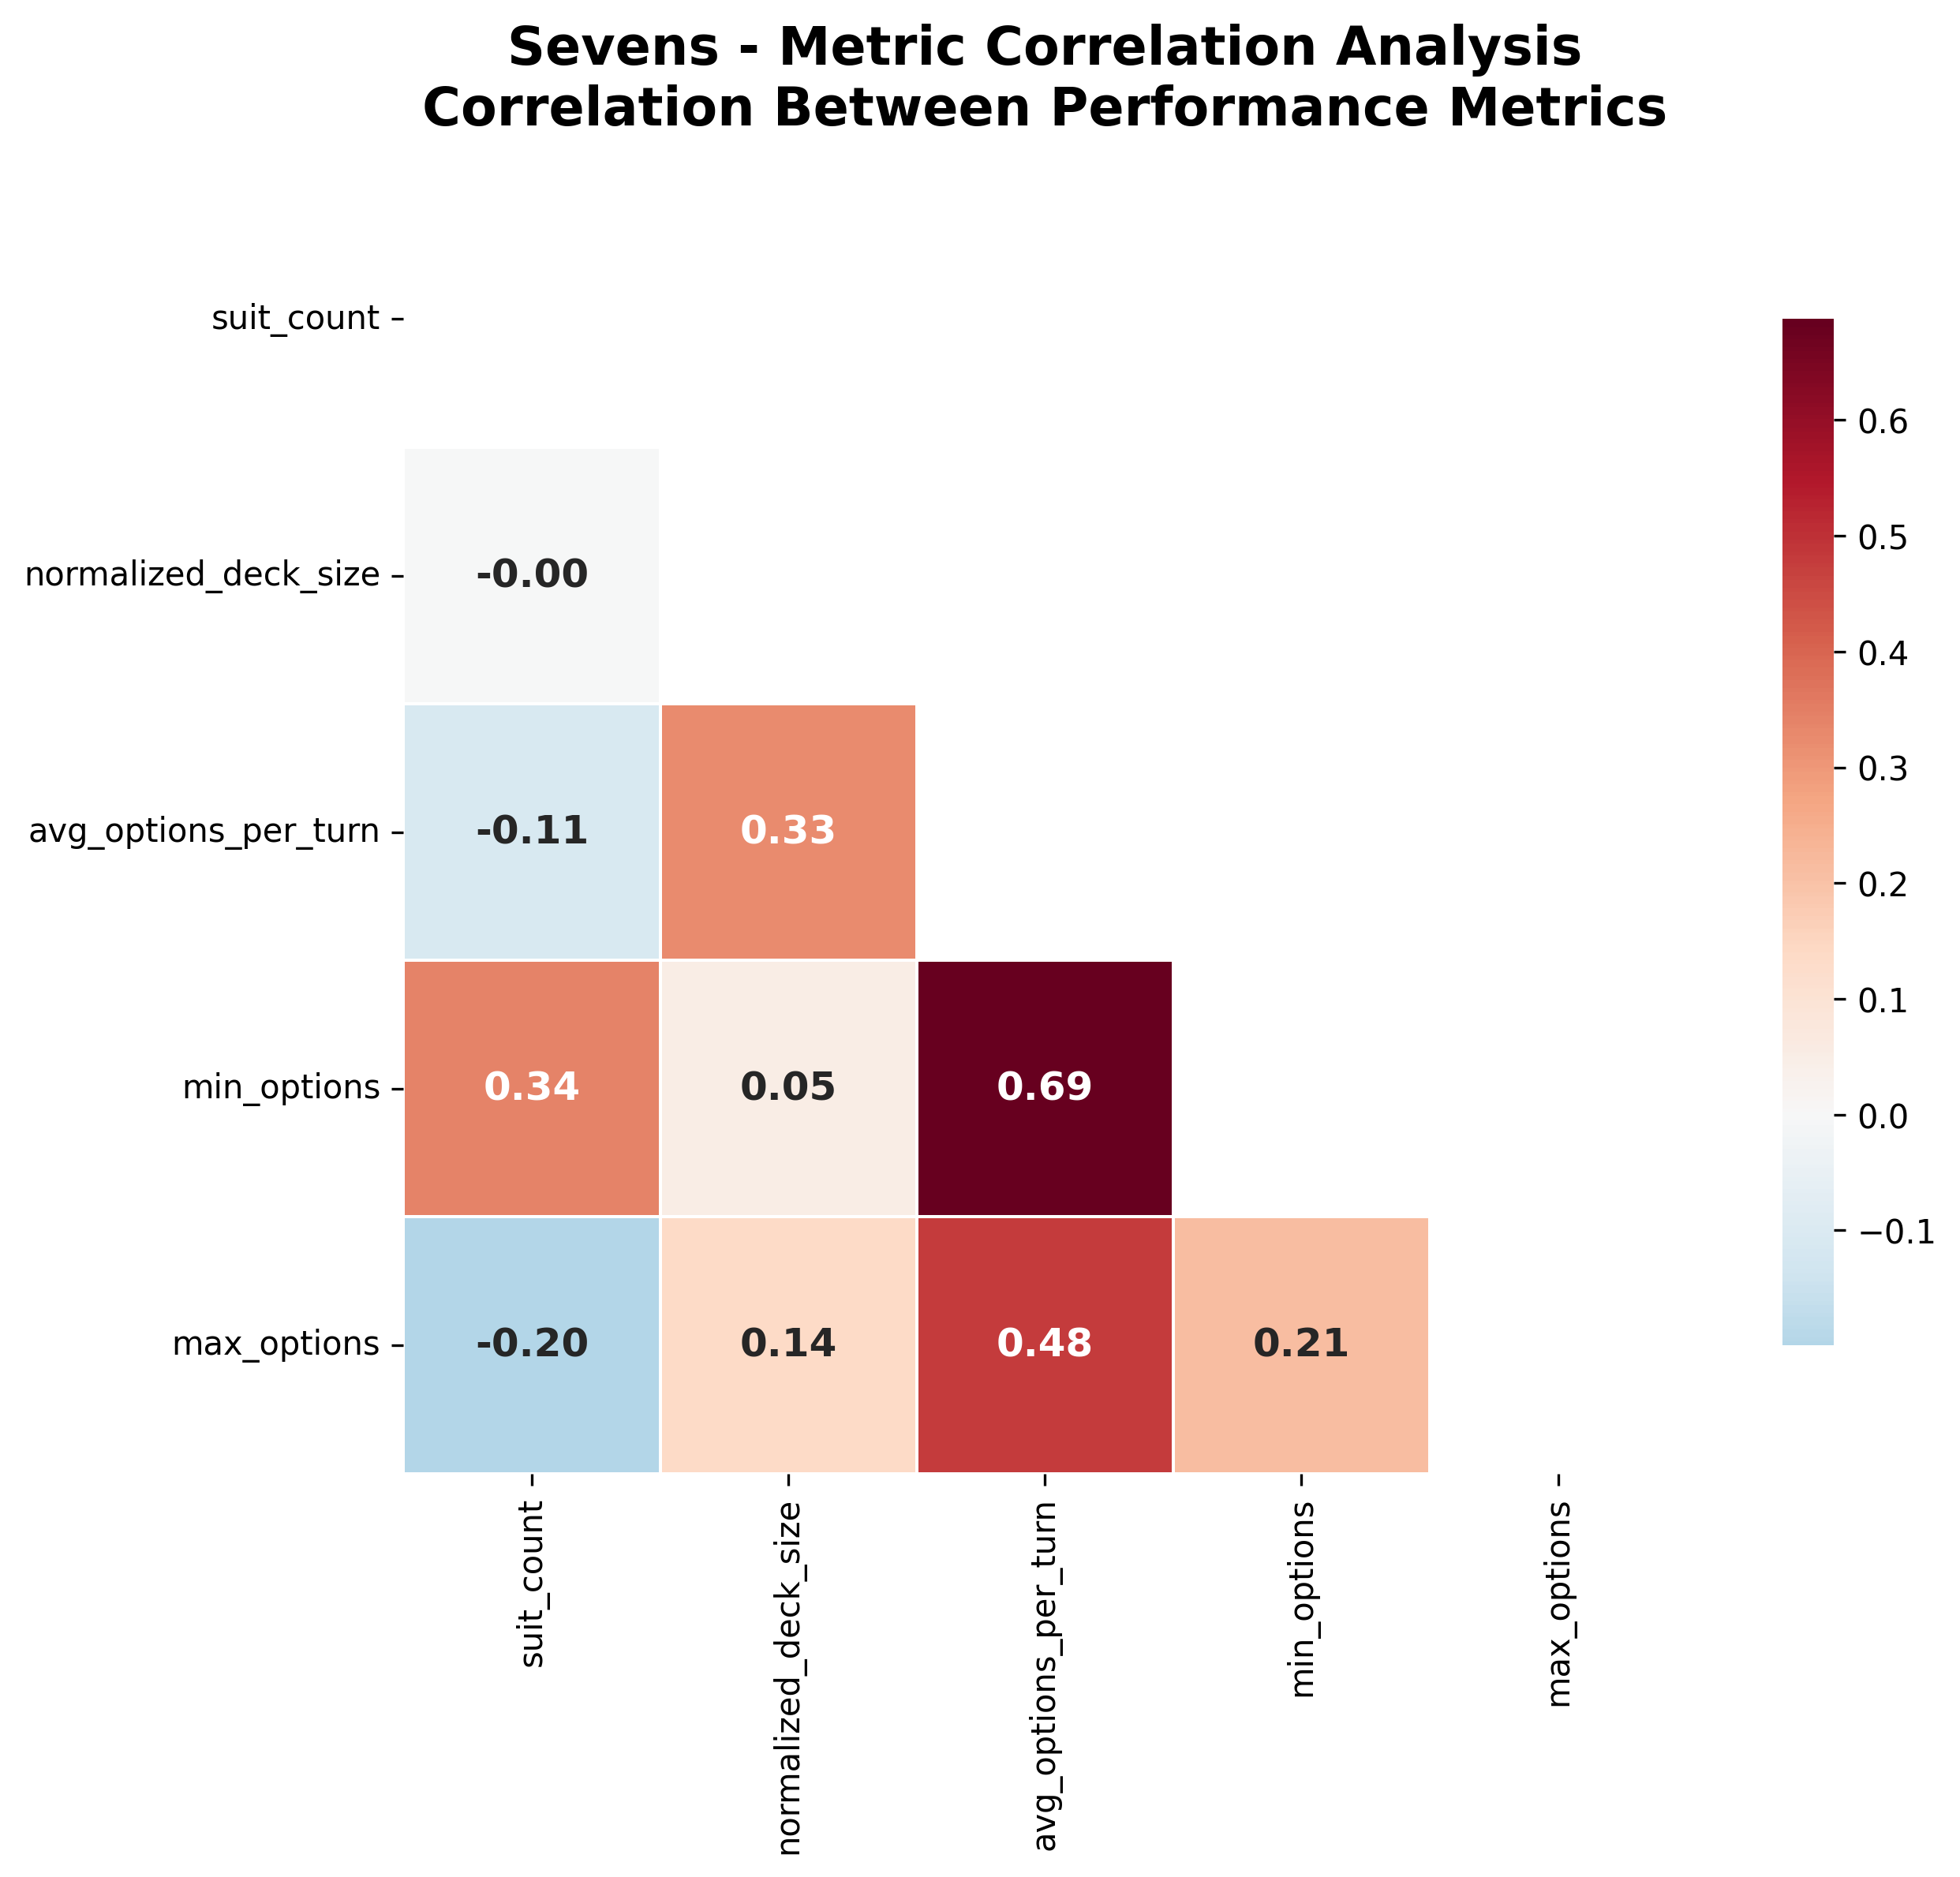 Sevens - Metric Correlation Analysis
Correlation Between Performance Metrics
suit_count
normalized_deck_size
-0.00
avg_options_per_turn
-0.11 0.33
min_options
0.34 0.05 0.69
max_options
-0.20 0.14 0.48 0.21
suit_count
normalized_deck_size
avg_options_per_turn
min_options
max_options
0.6
0.5
0.4
0.3
0.2
0.1
0.0
−0.1